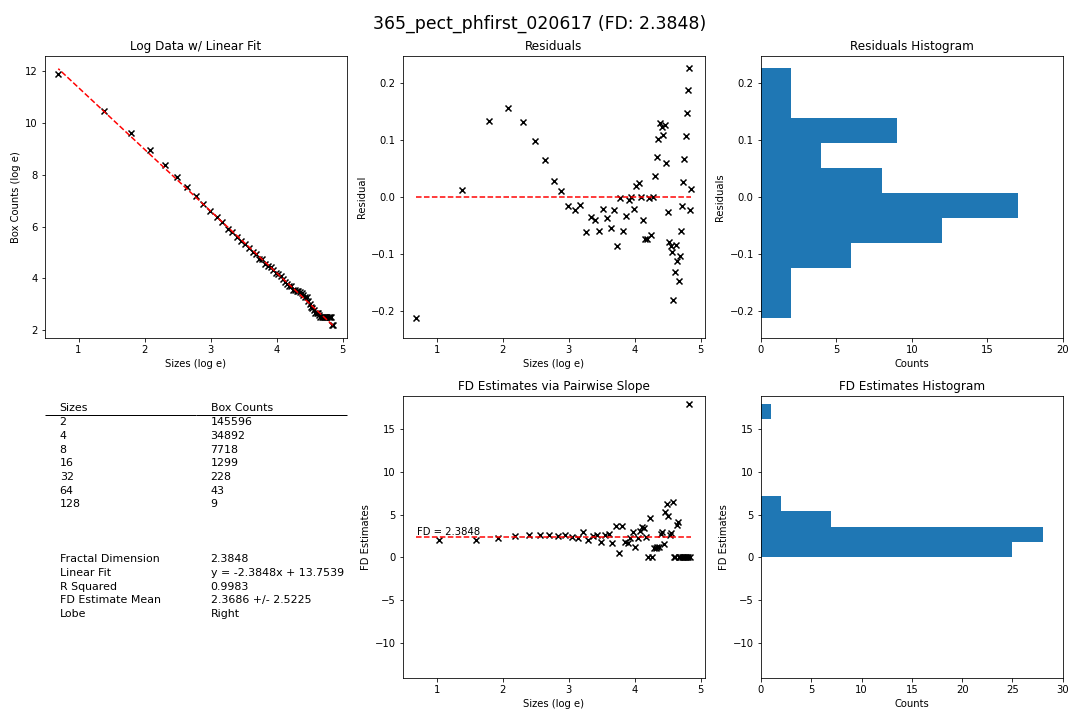 365_pect_phfirst_020617 (FD: 2.3848)
Log Data w/ Linear Fit
12
10
8
6
4
2
Box Counts (log e)
1 2 3 4 5
Sizes (log e)
Residuals
0.2
0.1
0.0
−0.1
−0.2
Residual
1 2 3 4 5
Sizes (log e)
Residuals Histogram
0.2
0.1
0.0
−0.1
−0.2
Residuals
0 5 10 15 20
Counts
Sizes Box Counts
2 145596
4 34892
8 7718
16 1299
32 228
64 43
128 9
Fractal Dimension 2.3848
Linear Fit y = -2.3848x + 13.7539
R Squared 0.9983
FD Estimate Mean 2.3686 +/- 2.5225
Lobe Right
FD Estimates via Pairwise Slope
15
10
5
0
−5
−10
FD Estimates
FD = 2.3848
1 2 3 4 5
Sizes (log e)
FD Estimates Histogram
15
10
5
0
−5
−10
FD Estimates
0 5 10 15 20 25 30
Counts